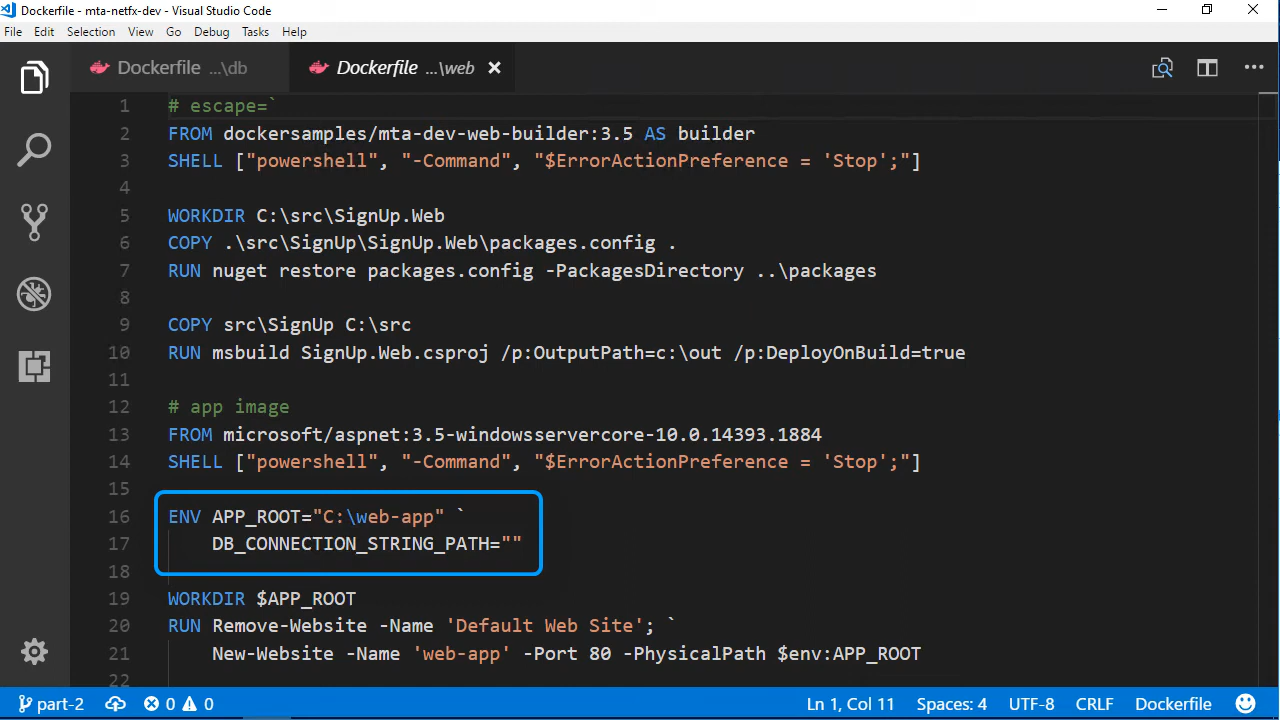 Dockerfile - mta-netfx-dev - Visual Studio Code
File Edit Selection View Go Debug Tasks Help
Dockerfile ...\db Dockerfile ...\web
1 # escape=`
2 FROM dockersamples/mta-dev-web-builder:3.5 AS builder
3 SHELL ["powershell", "-Command", "$ErrorActionPreference = 'Stop';"]
4
5 WORKDIR C:\src\SignUp.Web
6 COPY .\src\SignUp\SignUp.Web\packages.config .
7 RUN nuget restore packages.config -PackagesDirectory ..\packages
8
9 COPY src\SignUp C:\src
10 RUN msbuild SignUp.Web.csproj /p:OutputPath=c:\out /p:DeployOnBuild=true
11
12 # app image
13 FROM microsoft/aspnet:3.5-windowsservercore-10.0.14393.1884
14 SHELL ["powershell", "-Command", "$ErrorActionPreference = 'Stop';"]
15
16 ENV APP_ROOT="C:\web-app" `
17 DB_CONNECTION_STRING_PATH=""
18
19 WORKDIR $APP_ROOT
20 RUN Remove-Website -Name 'Default Web Site'; `
21 New-Website -Name 'web-app' -Port 80 -PhysicalPath $env:APP_ROOT
22
part-2 0 0 Ln 1, Col 11 Spaces: 4 UTF-8 CRLF Dockerfile